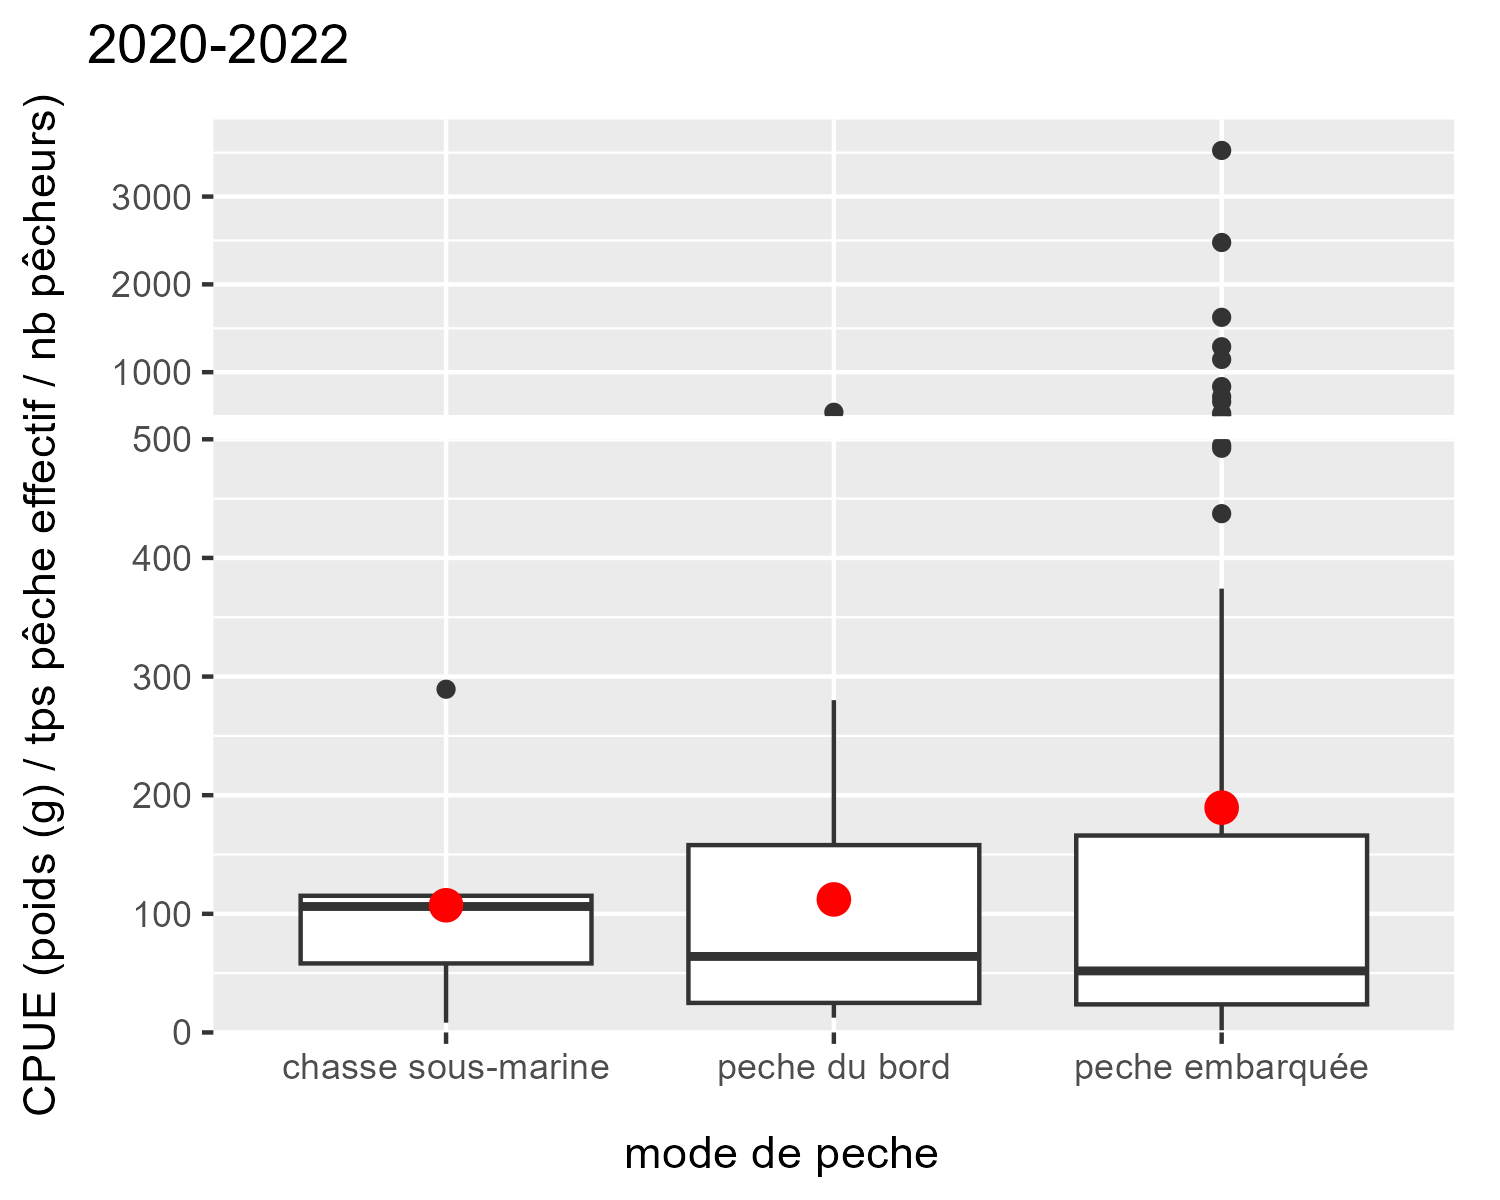 2020-2022
CPUE (poids (g) / tps pêche effectif / nb pêcheurs)
3000
2000
1000
500
400
300
200
100
0
chasse sous-marine
peche du bord
peche embarquée
mode de peche